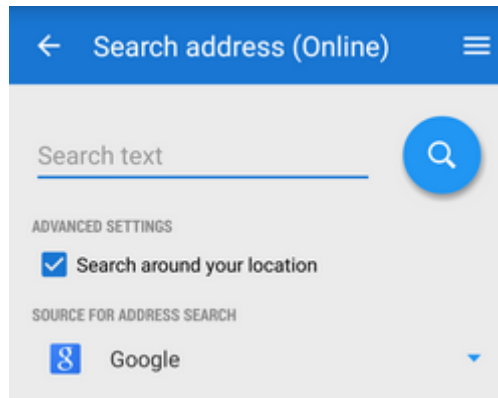 Search address (Online)
Search text
ADVANCED SETTINGS
Search around your location
SOURCE FOR ADDRESS SEARCH
8 Google